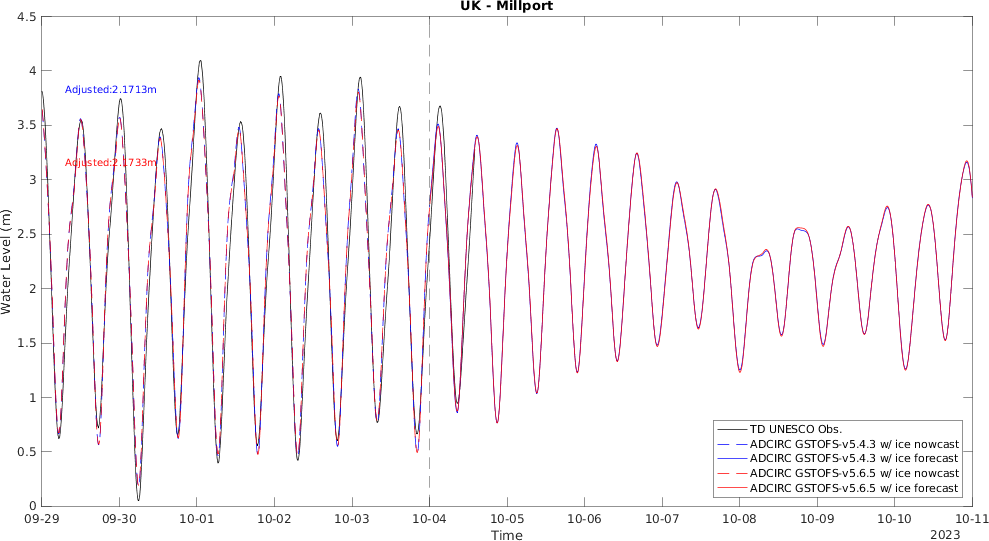 UK - Millport
4.5
4
3.5
3
2.5
2
1.5
1
0.5
0
Water Level (m)
Adjusted:2.1713m
Adjusted:2.1733m
TD UNESCO Obs.
ADCIRC GSTOFS-v5.4.3 w/ ice nowcast
ADCIRC GSTOFS-v5.4.3 w/ ice forecast
ADCIRC GSTOFS-v5.6.5 w/ ice nowcast
ADCIRC GSTOFS-v5.6.5 w/ ice forecast
09-29 09-30 10-01 10-02 10-03 10-04 10-05 10-06 10-07 10-08 10-09 10-10 10-11
Time
2023